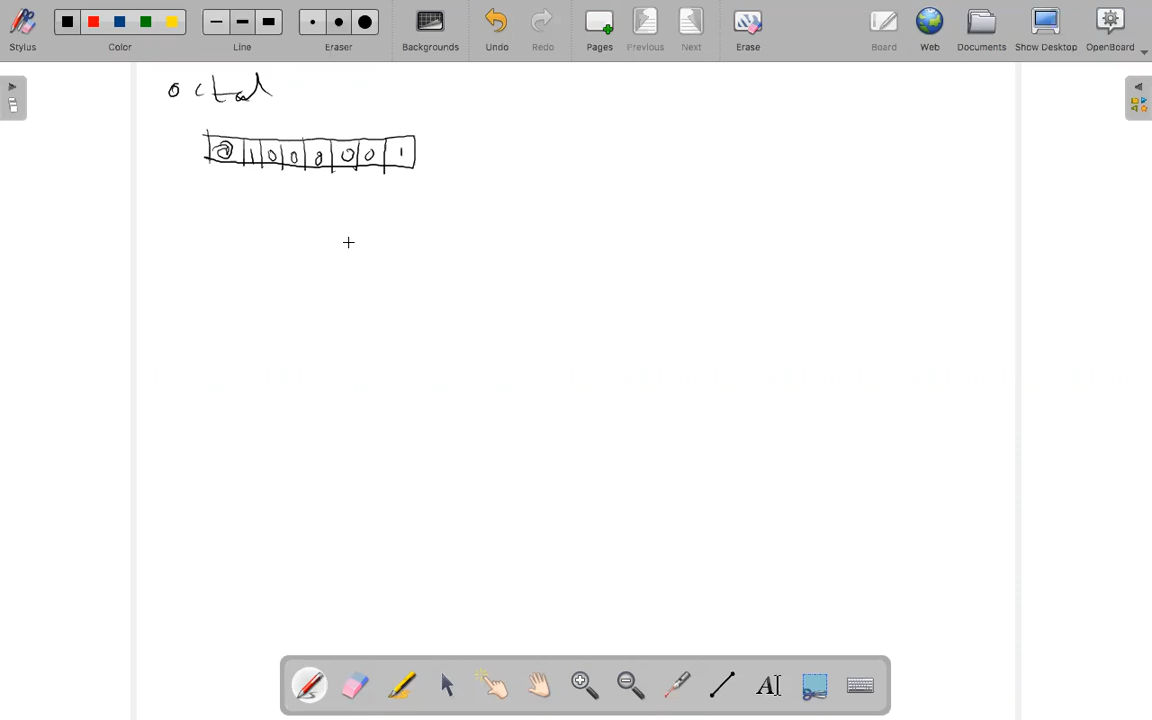 Stylus Color Line Eraser Backgrounds Undo Redo Pages Previous Next Erase Board Web Documents Show Desktop OpenBoard
octal
1 0 0 0 0 0 1
A